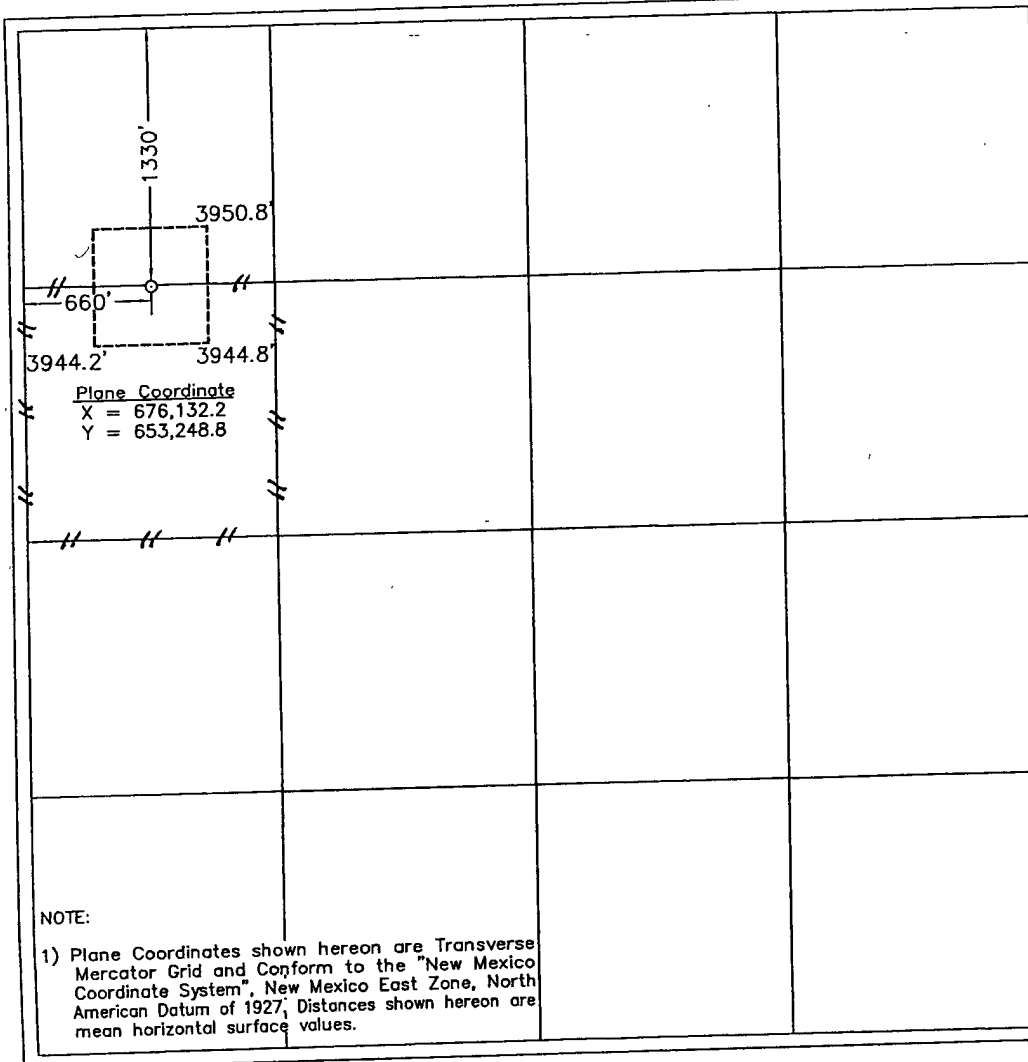 1330'
3950.8'
660'
3944.2'
3944.8'
Plane Coordinate
X = 676,132.2
Y = 653,248.8
NOTE:
1) Plane Coordinates shown hereon are Transverse
Mercator Grid and Conform to the "New Mexico
Coordinate System", New Mexico East Zone, North
American Datum of 1927, Distances shown hereon are
mean horizontal surface values.